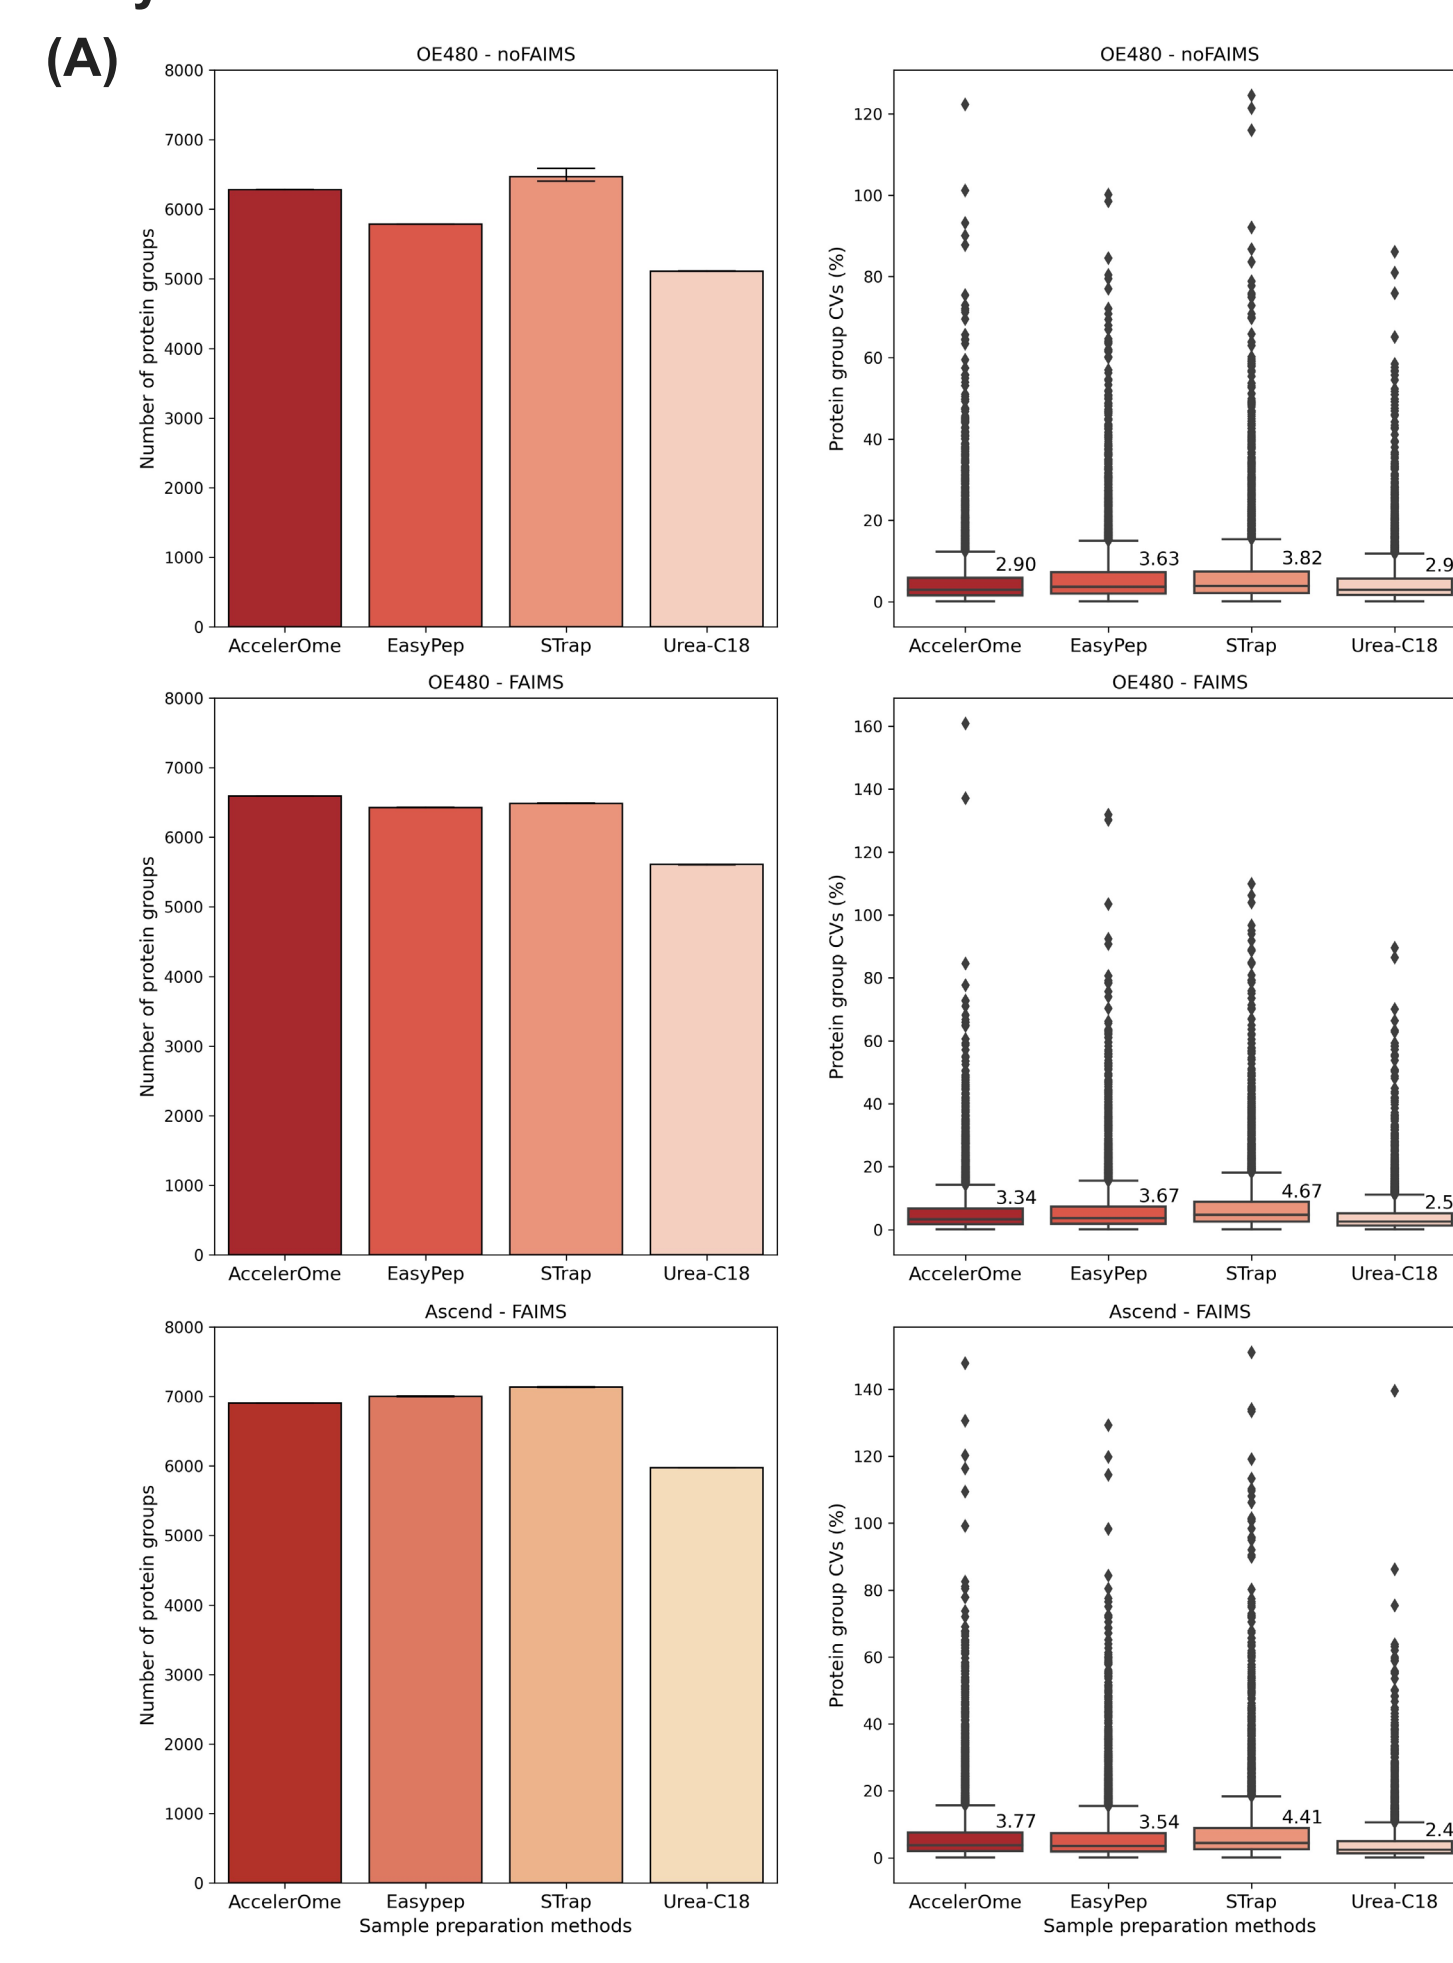 (A)
OE480 - noFAIMS
8000
7000
6000
5000
4000
3000
2000
1000
0
Number of protein groups
AccelerOme EasyPep STrap Urea-C18
OE480 - noFAIMS
120
100
80
60
40
20
0
Protein group CVs (%)
2.90 3.63 3.82 2.9
AccelerOme EasyPep STrap Urea-C18
OE480 - FAIMS
8000
7000
6000
5000
4000
3000
2000
1000
0
Number of protein groups
AccelerOme EasyPep STrap Urea-C18
OE480 - FAIMS
160
140
120
100
80
60
40
20
0
Protein group CVs (%)
3.34 3.67 4.67 2.5
AccelerOme EasyPep STrap Urea-C18
Ascend - FAIMS
8000
7000
6000
5000
4000
3000
2000
1000
0
Number of protein groups
AccelerOme Easypep STrap Urea-C18
Sample preparation methods
Ascend - FAIMS
140
120
100
80
60
40
20
0
Protein group CVs (%)
3.77 3.54 4.41 2.4
AccelerOme EasyPep STrap Urea-C18
Sample preparation methods